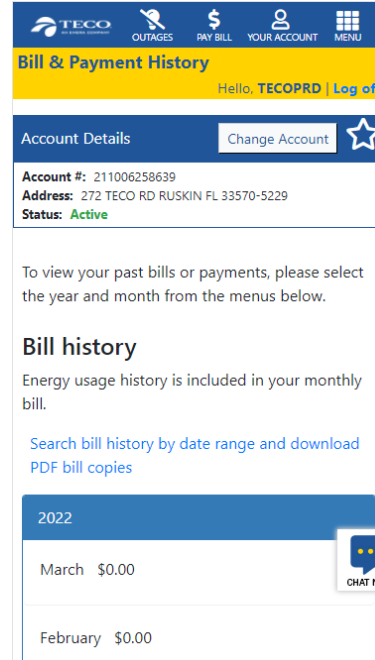 TECO
OUTAGES
PAY BILL
YOUR ACCOUNT
MENU
Bill & Payment History
Hello, TECOPRD | Log of
Account Details
Change Account
Account #: 211006258639
Address: 272 TECO RD RUSKIN FL 33570-5229
Status: Active
To view your past bills or payments, please select
the year and month from the menus below.
Bill history
Energy usage history is included in your monthly
bill.
Search bill history by date range and download
PDF bill copies
2022
March $0.00
CHAT
February $0.00